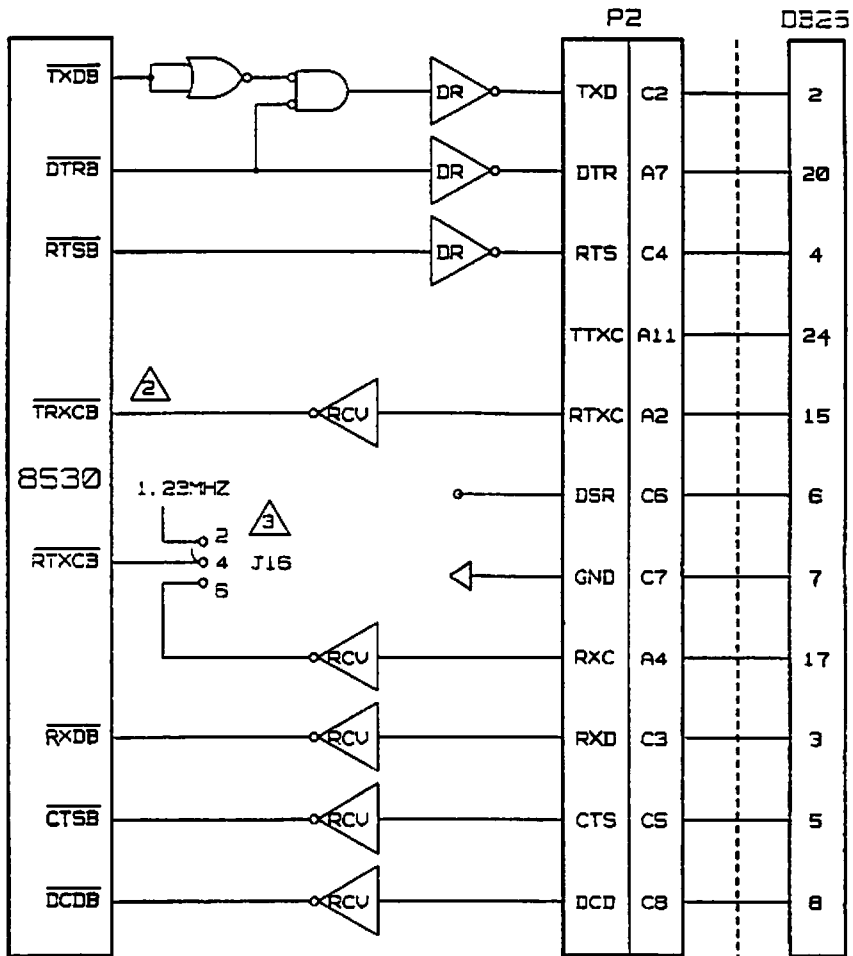 P2 DB25
TXDB DR TXD C2 2
DTRB DR DTR A7 20
RTSB DR RTS C4 4
TTXC A11 24
2
TRXCB RCV RTXC A2 15
8530
1.23MHZ
DSR C6 6
3
2
RTXCB 4 J16
6
GND C7 7
RCV RXC A4 17
RXDB RCV RXD C3 3
CTSB RCV CTS C5 5
DCDB RCV DCD C8 8